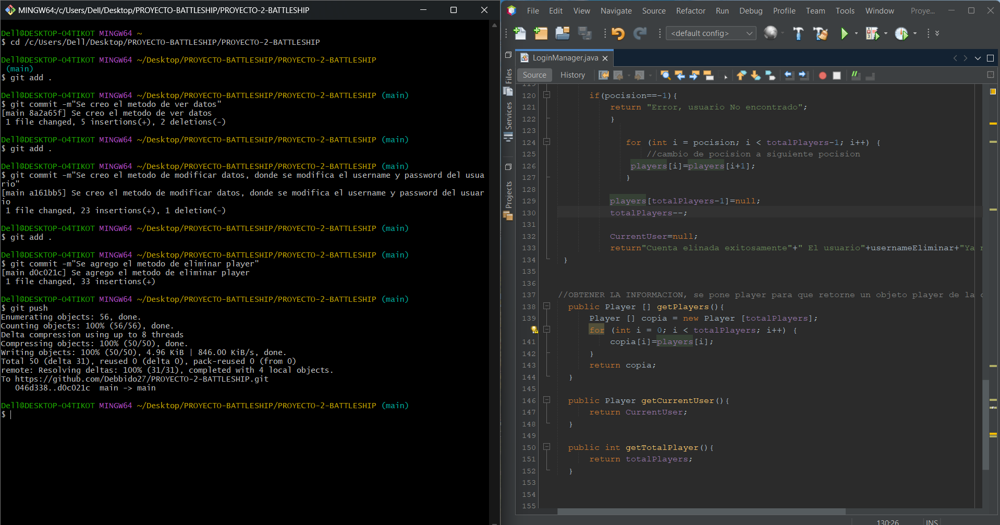 MINGW64:/c/Users/Dell/Desktop/PROYECTO-BATTLESHIP/PROYECTO-2-BATTLESHIP
Dell@DESKTOP-O4TIKOT MINGW64 ~
$ cd /c/Users/Dell/Desktop/PROYECTO-BATTLESHIP/PROYECTO-2-BATTLESHIP
Dell@DESKTOP-O4TIKOT MINGW64 ~/Desktop/PROYECTO-BATTLESHIP/PROYECTO-2-BATTLESHIP
(main)
$ git add .
Dell@DESKTOP-O4TIKOT MINGW64 ~/Desktop/PROYECTO-BATTLESHIP/PROYECTO-2-BATTLESHIP (main)
$ git commit -m"Se creo el metodo de ver datos"
[main 8a2a65f] Se creo el metodo de ver datos
1 file changed, 5 insertions(+), 2 deletions(-)
Dell@DESKTOP-O4TIKOT MINGW64 ~/Desktop/PROYECTO-BATTLESHIP/PROYECTO-2-BATTLESHIP (main)
$ git add .
Dell@DESKTOP-O4TIKOT MINGW64 ~/Desktop/PROYECTO-BATTLESHIP/PROYECTO-2-BATTLESHIP (main)
$ git commit -m"Se creo el metodo de modificar datos, donde se modifica el username y password del usua
rio"
[main a161bb5] Se creo el metodo de modificar datos, donde se modifica el username y password del usuar
io
1 file changed, 23 insertions(+), 1 deletion(-)
Dell@DESKTOP-O4TIKOT MINGW64 ~/Desktop/PROYECTO-BATTLESHIP/PROYECTO-2-BATTLESHIP (main)
$ git add .
Dell@DESKTOP-O4TIKOT MINGW64 ~/Desktop/PROYECTO-BATTLESHIP/PROYECTO-2-BATTLESHIP (main)
$ git commit -m"Se agrego el metodo de eliminar player"
[main d0c021c] Se agrego el metodo de eliminar player
1 file changed, 33 insertions(+)
Dell@DESKTOP-O4TIKOT MINGW64 ~/Desktop/PROYECTO-BATTLESHIP/PROYECTO-2-BATTLESHIP (main)
$ git push
Enumerating objects: 56, done.
Counting objects: 100% (56/56), done.
Delta compression using up to 8 threads
Compressing objects: 100% (50/50), done.
Writing objects: 100% (50/50), 4.96 KiB | 846.00 KiB/s, done.
Total 50 (delta 31), reused 0 (delta 0), pack-reused 0 (from 0)
remote: Resolving deltas: 100% (31/31), completed with 4 local objects.
To https://github.com/Debbido27/PROYECTO-2-BATTLESHIP.git
046d338..d0c021c main -> main
Dell@DESKTOP-O4TIKOT MINGW64 ~/Desktop/PROYECTO-BATTLESHIP/PROYECTO-2-BATTLESHIP (main)
$
File Edit View Navigate Source Refactor Run Debug Profile Team Tools Window Proye...
<default config>
LoginManager.java
Source History
Files
Services
Projects
119
120 if(pocision==-1){
121 return "Error, usuario No encontrado";
122 }
123
124 for (int i = pocision; i < totalPlayers-1; i++) {
125 //cambio de pocision a siguiente pocision
126 players[i]=players[i+1];
127 }
128
129 players[totalPlayers-1]=null;
130 totalPlayers--;
131
132 CurrentUser=null;
133 return"Cuenta elinada exitosamente"+" El usuario"+usernameEliminar+"Ya
134 }
135
136
137 //OBTENER LA INFORMACION, se pone player para que retorne un objeto player de la
138 public Player [] getPlayers(){
139 Player [] copia = new Player [totalPlayers];
for (int i = 0; i < totalPlayers; i++) {
141 copia[i]=players[i];
142 }
143 return copia;
144 }
145
146 public Player getCurrentUser(){
147 return CurrentUser;
148 }
149
150 public int getTotalPlayer(){
151 return totalPlayers;
152 }
153
154
155
130:26 INS